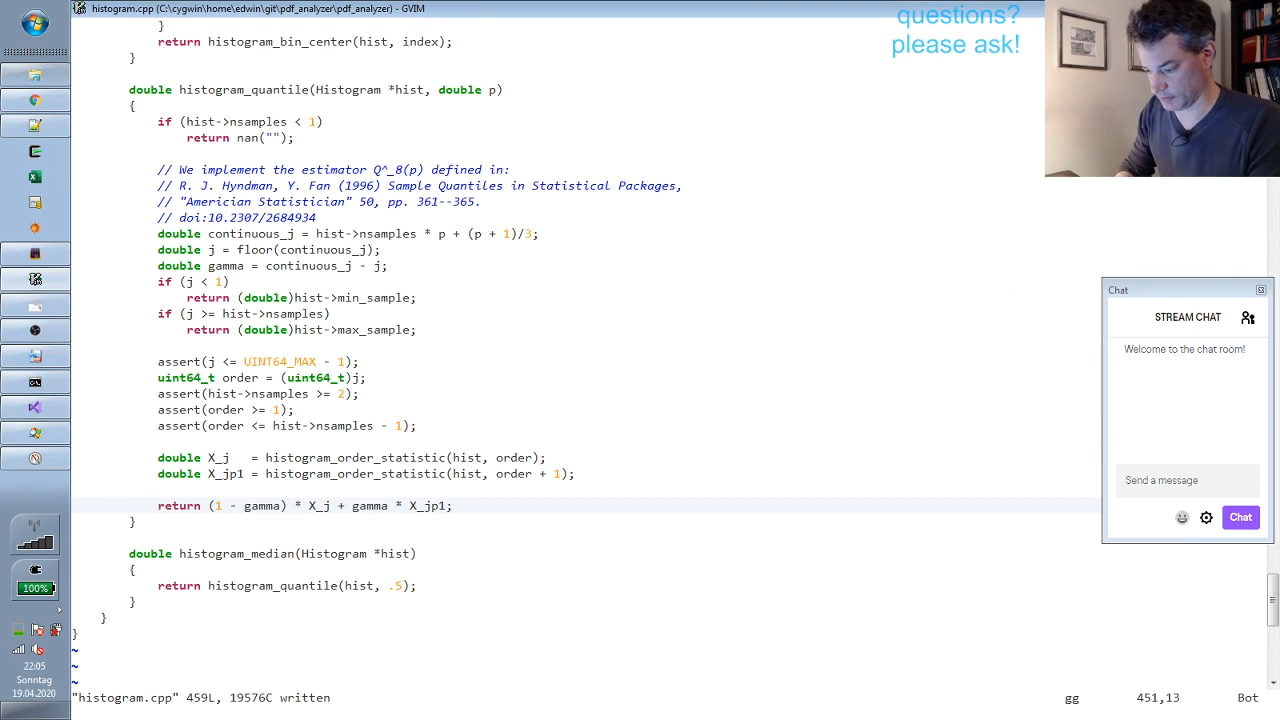 histogram.cpp (C:\cygwin\home\edwin\git\pdf_analyzer\pdf_analyzer) - GVIM
}
return histogram_bin_center(hist, index);
}
double histogram_quantile(Histogram *hist, double p)
{
if (hist->nsamples < 1)
return nan("");
// We implement the estimator Q^_8(p) defined in:
// R. J. Hyndman, Y. Fan (1996) Sample Quantiles in Statistical Packages,
// "Americian Statistician" 50, pp. 361--365.
// doi:10.2307/2684934
double continuous_j = hist->nsamples * p + (p + 1)/3;
double j = floor(continuous_j);
double gamma = continuous_j - j;
if (j < 1)
return (double)hist->min_sample;
if (j >= hist->nsamples)
return (double)hist->max_sample;
assert(j <= UINT64_MAX - 1);
uint64_t order = (uint64_t)j;
assert(hist->nsamples >= 2);
assert(order >= 1);
assert(order <= hist->nsamples - 1);
double X_j   = histogram_order_statistic(hist, order);
double X_jp1 = histogram_order_statistic(hist, order + 1);
return (1 - gamma) * X_j + gamma * X_jp1;
}
double histogram_median(Histogram *hist)
{
return histogram_quantile(hist, .5);
}
}
}
~
~
~
"histogram.cpp" 459L, 19576C written
gg
451,13
Bot
questions?
please ask!
Chat
STREAM CHAT
Welcome to the chat room!
Send a message
Chat
100%
22:05
Sonntag
19.04.2020